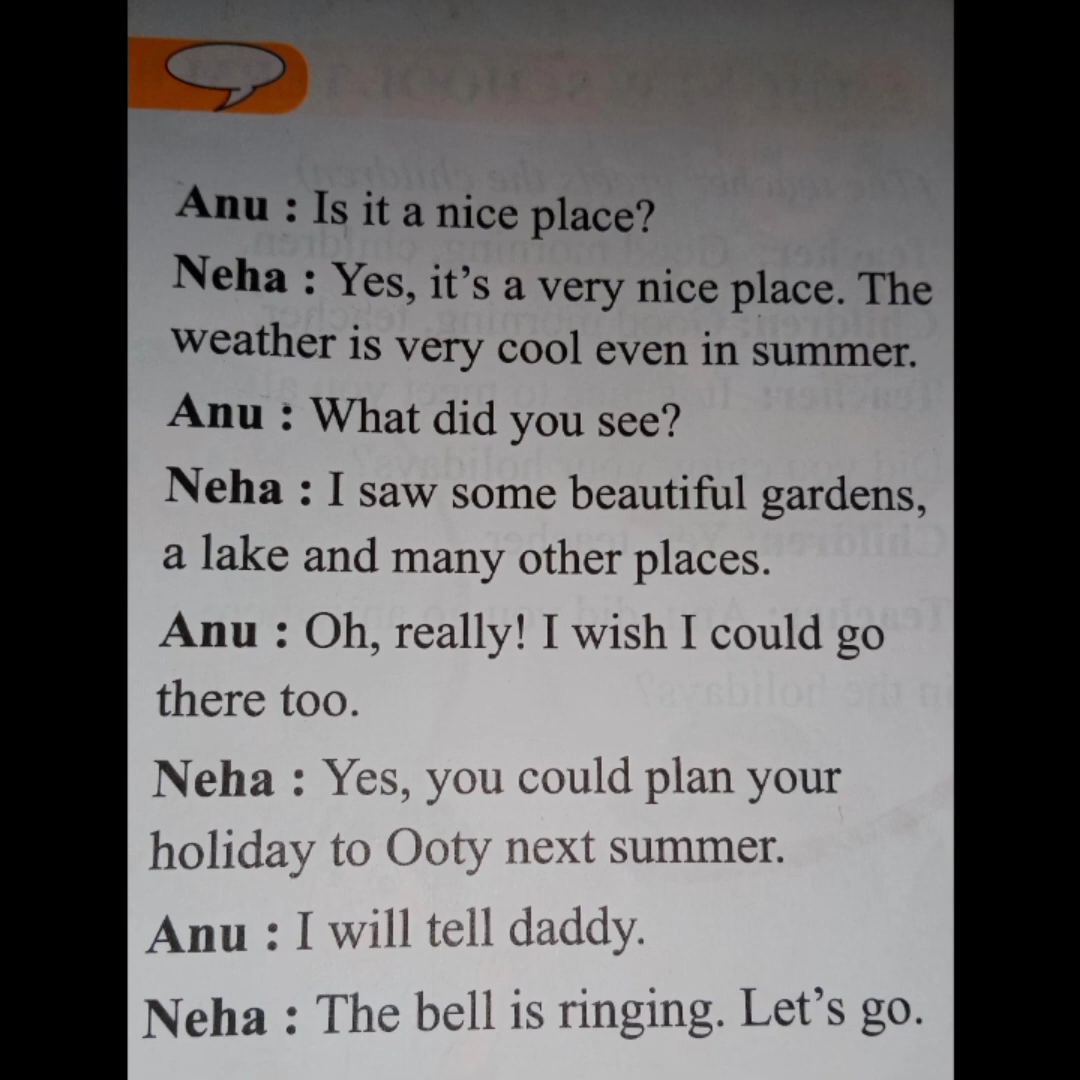 Anu : Is it a nice place?
Neha : Yes, it’s a very nice place. The
weather is very cool even in summer.
Anu : What did you see?
Neha : I saw some beautiful gardens,
a lake and many other places.
Anu : Oh, really! I wish I could go
there too.
Neha : Yes, you could plan your
holiday to Ooty next summer.
Anu : I will tell daddy.
Neha : The bell is ringing. Let’s go.